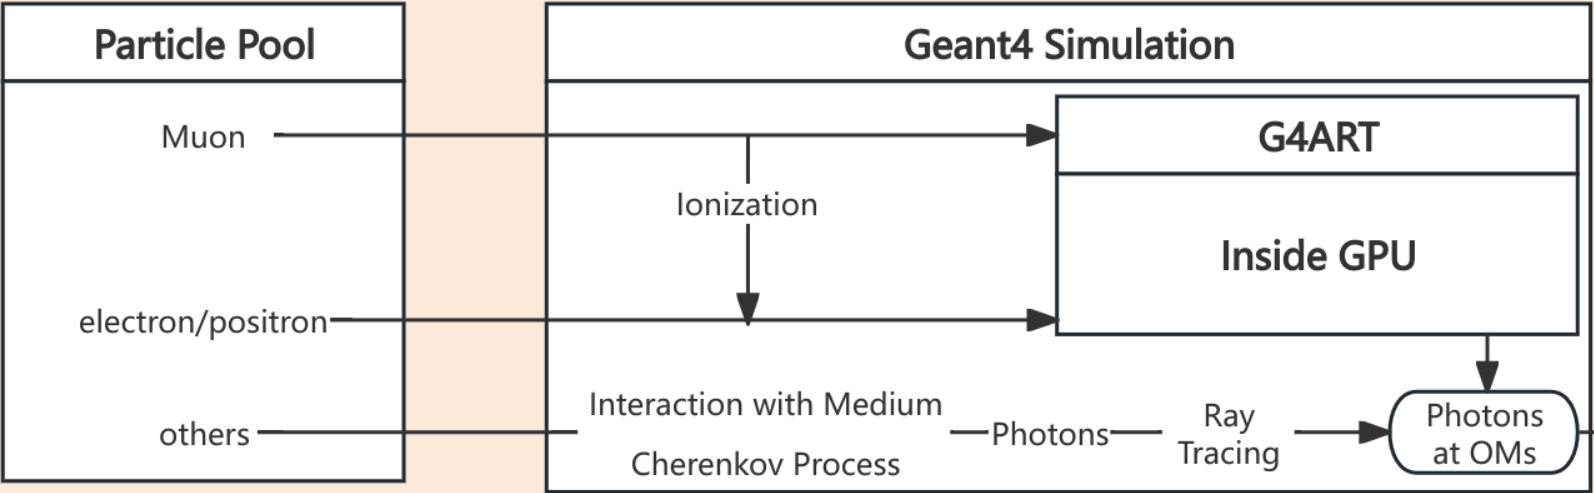 Particle Pool
Geant4 Simulation
Muon
G4ART
Ionization
Inside GPU
electron/positron
others
Interaction with Medium
Cherenkov Process
Photons
Ray
Tracing
Photons
at OMs